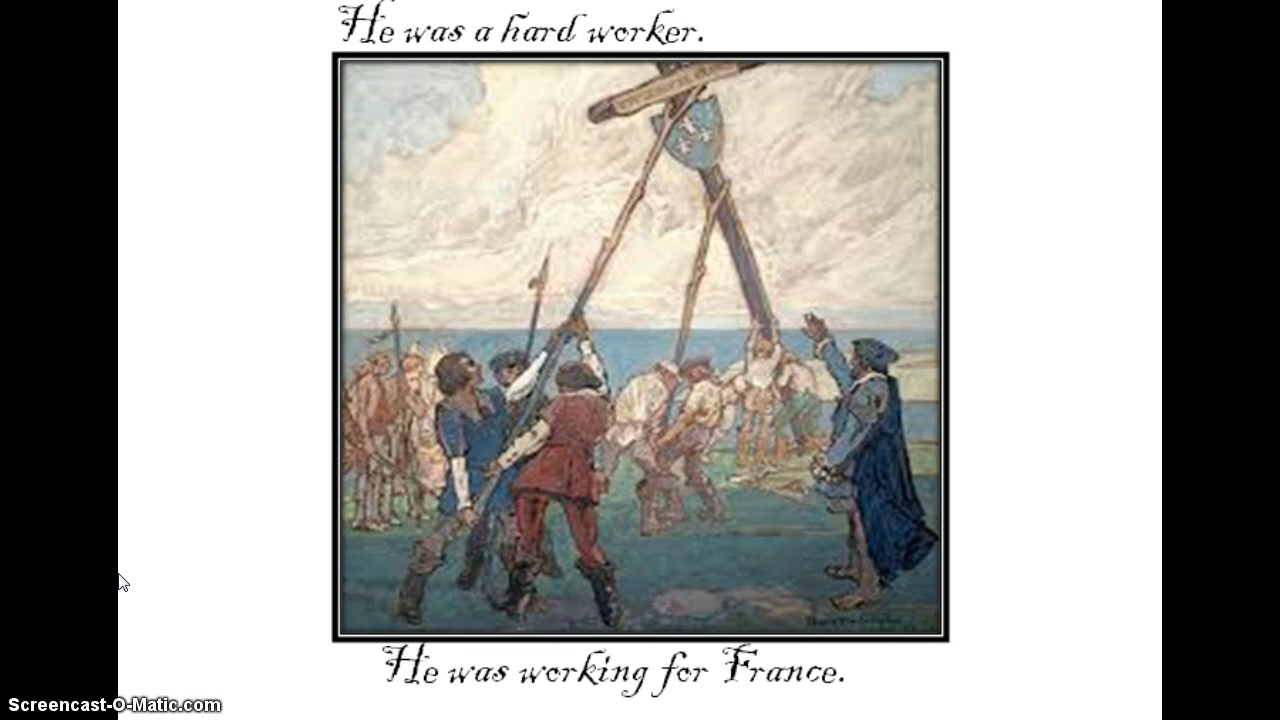 He was a hard worker.
He was working for France.
Screencast-O-Matic.com